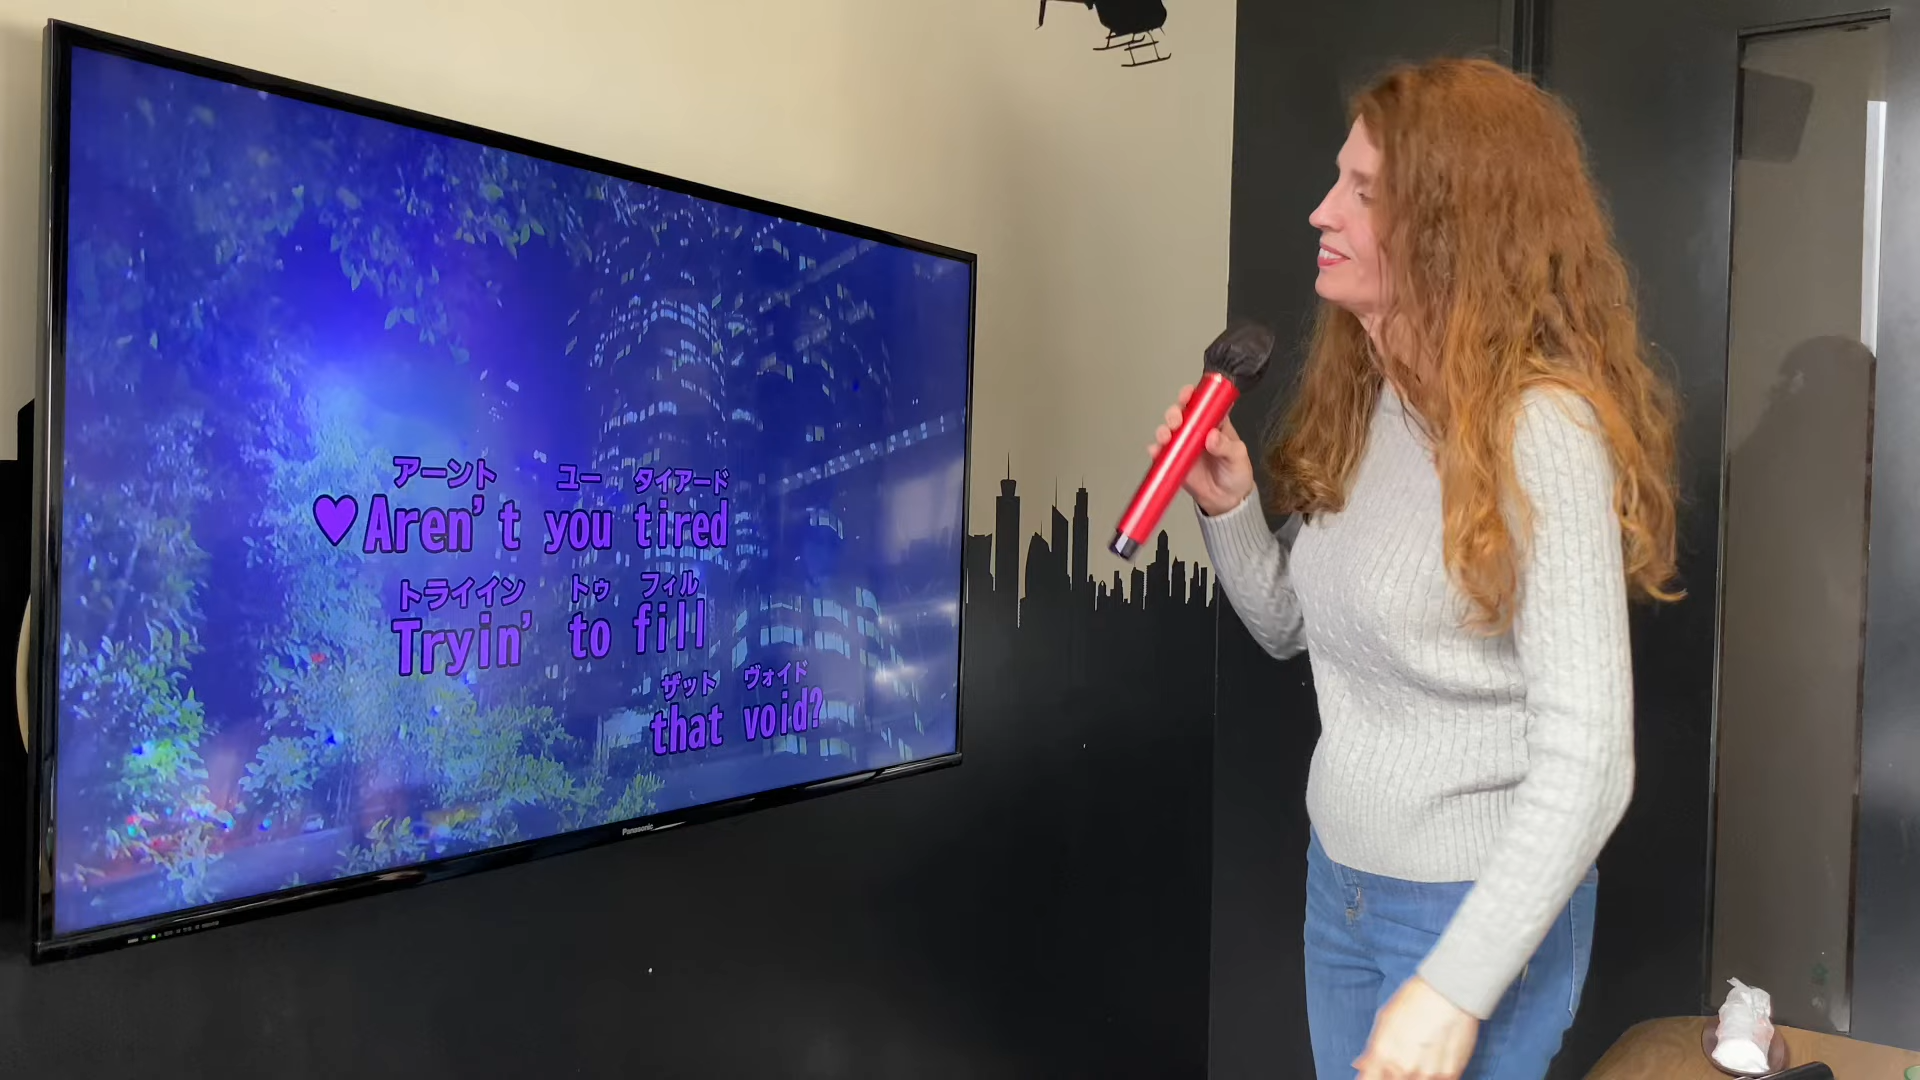 アーント ユー タイアード
♥Aren't you tired
トライイン トゥ フィル
Tryin' to fill
ザット ヴォイド
that void?
Panasonic